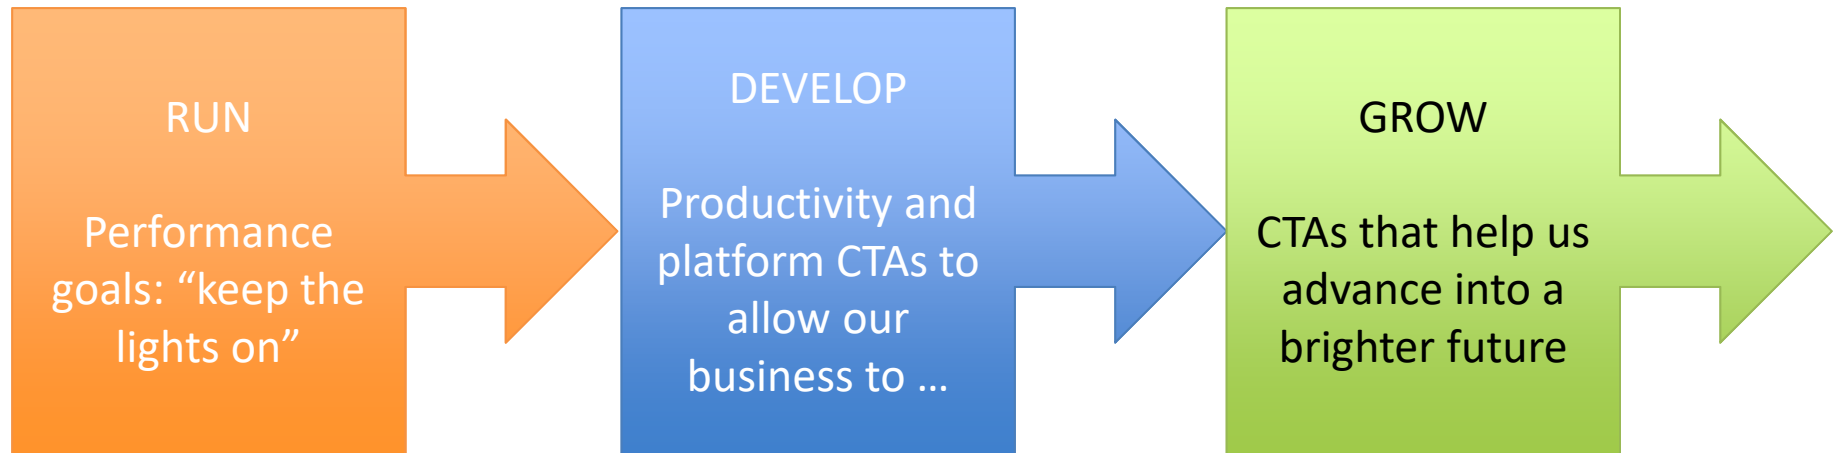 RUN
Performance
goals: “keep the
lights on”
DEVELOP
Productivity and
platform CTAs to
allow our
business to …
GROW
CTAs that help us
advance into a
brighter future